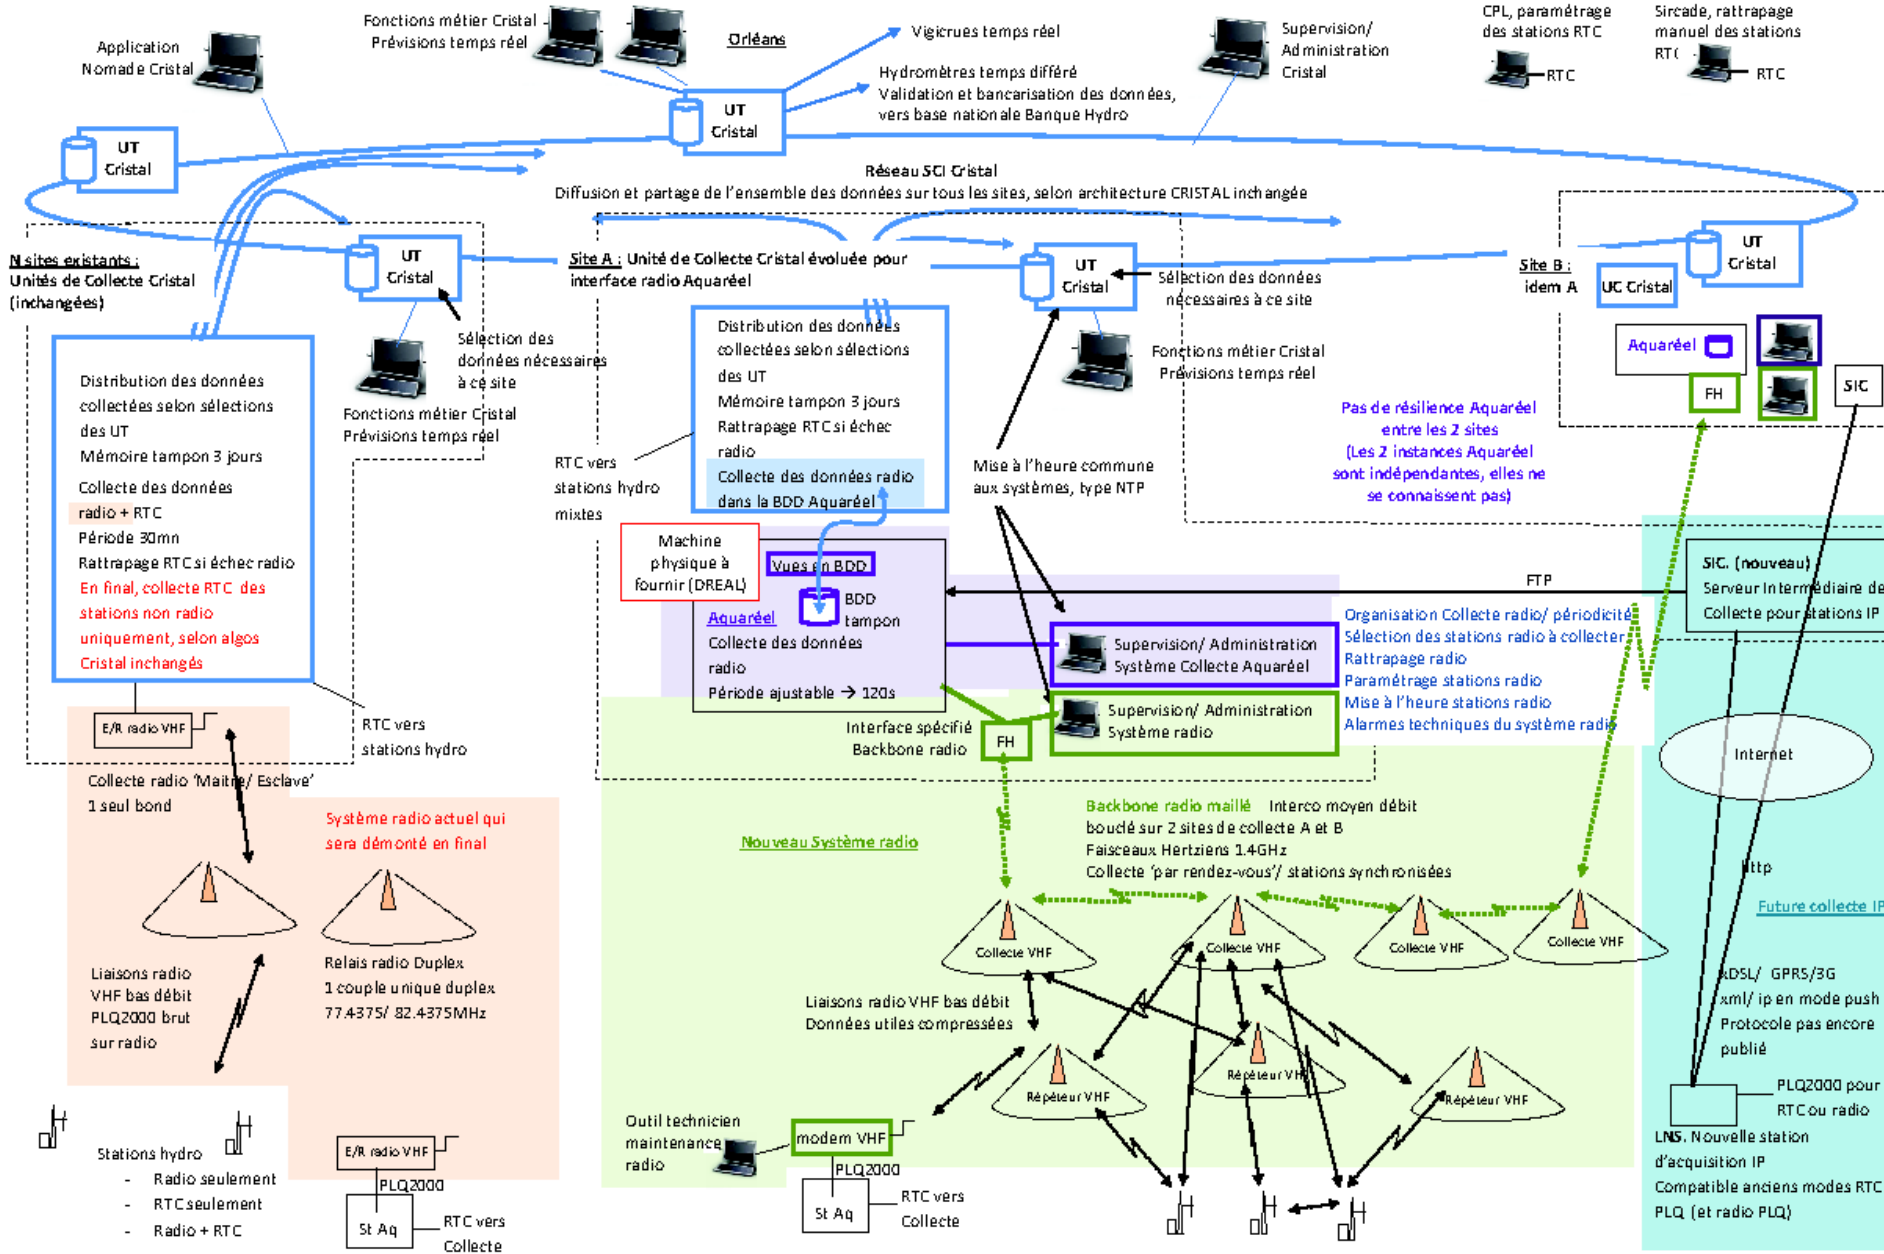 Application
Nomade Cristal
Fonctions métier Cristal
Prévisions temps réel
Orléans
Vigicrues temps réel
Hydromètres temps différé
Validation et bancarisation des données,
vers base nationale Banque Hydro
Supervision/
Administration
Cristal
CPL, paramétrage
des stations RTC
RTC
Sircade, rattrapage
manuel des stations
RTC
RTC
UT
Cristal
UT
Cristal
Réseau SCI Cristal
Diffusion et partage de l'ensemble des données sur tous les sites, selon architecture CRISTAL inchangée
N sites existants :
Unités de Collecte Cristal
(inchangées)
UT
Cristal
Sélection des
données nécessaires
à ce site
Fonctions métier Cristal
Prévisions temps réel
Distribution des données
collectées selon sélections
des UT
Mémoire tampon 3 jours
Collecte des données
radio + RTC
Période 30mn
Rattrapage RTC si échec radio
En final, collecte RTC des
stations non radio
uniquement, selon algos
Cristal inchangés
E/R radio VHF
RTC vers
stations hydro
Collecte radio 'Maitre/ Esclave'
1 seul bond
Système radio actuel qui
sera démonté en final
Liaisons radio
VHF bas débit
PLQ2000 brut
sur radio
Relais radio Duplex
1 couple unique duplex
77.4375/ 82.4375MHz
Stations hydro
- Radio seulement
- RTC seulement
- Radio + RTC
E/R radio VHF
PLQ2000
St Aq
RTC vers
Collecte
Site A : Unité de Collecte Cristal évoluée pour
interface radio Aquaréel
UT
Cristal
Sélection des données
nécessaires à ce site
Fonctions métier Cristal
Prévisions temps réel
Distribution des données
collectées selon sélections
des UT
Mémoire tampon 3 jours
Rattrapage RTC si échec
radio
Collecte des données radio
dans la BDD Aquaréel
RTC vers
stations hydro
mixtes
Mise à l'heure commune
aux systèmes, type NTP
Machine
physique à
fournir (DREAL)
Vues en BDD
BDD
tampon
Aquaréel
Collecte des données
radio
Période ajustable → 120s
Supervision/ Administration
Système Collecte Aquaréel
Supervision/ Administration
Système radio
Interface spécifié
Backbone radio
FH
Organisation Collecte radio/ périodicité
Sélection des stations radio à collecter
Rattrapage radio
Paramétrage stations radio
Mise à l'heure stations radio
Alarmes techniques du système radio
Site B :
idem A
UT
Cristal
UC Cristal
Aquaréel
FH
SIC
Pas de résilience Aquaréel
entre les 2 sites
(Les 2 instances Aquaréel
sont indépendantes, elles ne
se connaissent pas)
FTP
SIC. (nouveau)
Serveur Intermédiaire de
Collecte pour stations IP
Internet
http
Future collecte IP
xDSL/ GPRS/3G
xml/ ip en mode push
Protocole pas encore
publié
PLQ2000 pour
RTC ou radio
LNS. Nouvelle station
d'acquisition IP
Compatible anciens modes RTC
PLQ (et radio PLQ)
Nouveau Système radio
Backbone radio maillé Interco moyen débit
bouclé sur 2 sites de collecte A et B
Faisceaux Hertziens 1.4GHz
Collecte 'par rendez-vous'/ stations synchronisées
Collecte VHF
Collecte VHF
Collecte VHF
Collecte VHF
Liaisons radio VHF bas débit
Données utiles compressées
Répéteur VHF
Répéteur VHF
Répéteur VHF
Outil technicien
maintenance
radio
modem VHF
PLQ2000
St Aq
RTC vers
Collecte